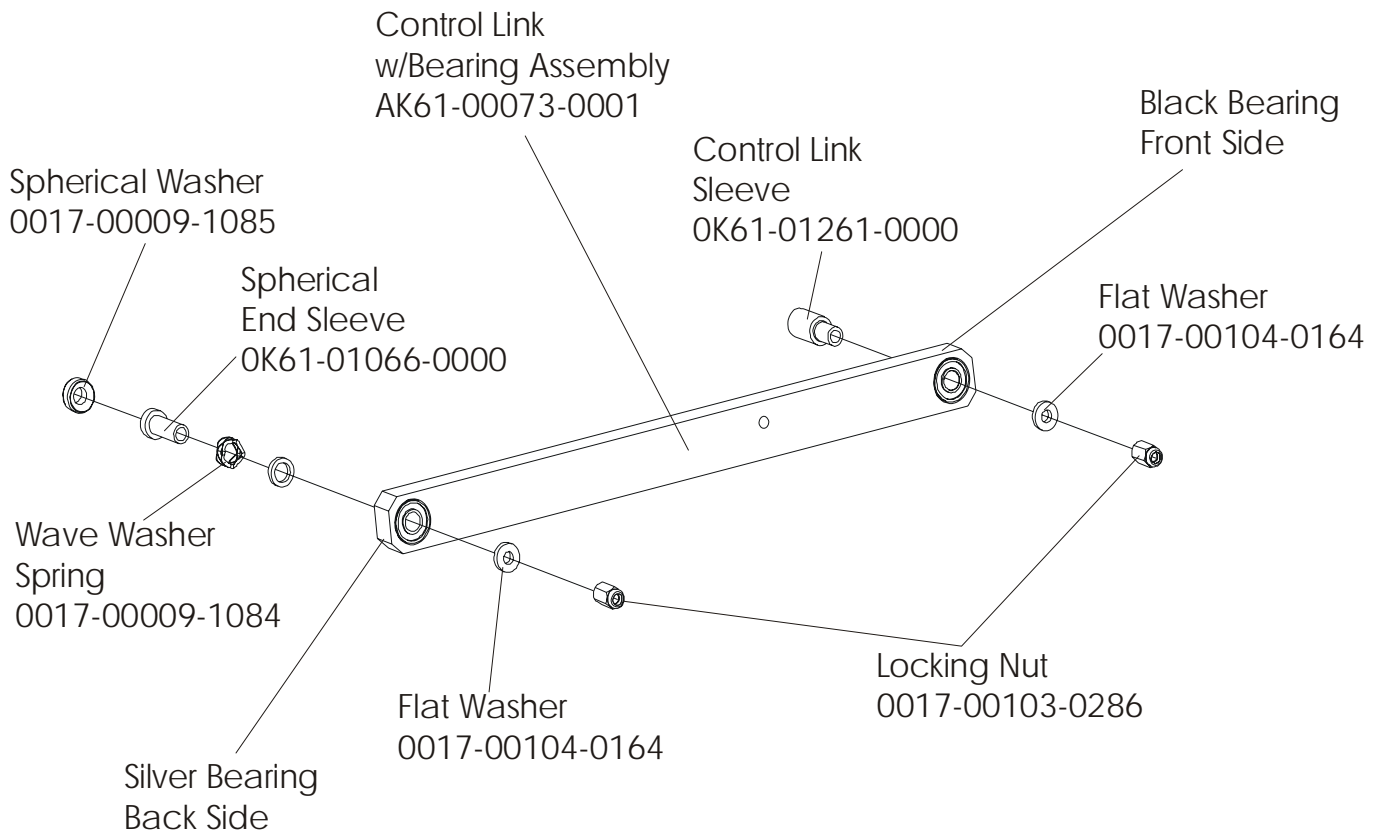 Control Link
w/Bearing Assembly
AK61-00073-0001
Black Bearing
Front Side
Control Link
Sleeve
0K61-01261-0000
Spherical Washer
0017-00009-1085
Spherical
End Sleeve
0K61-01066-0000
Flat Washer
0017-00104-0164
Wave Washer
Spring
0017-00009-1084
Locking Nut
0017-00103-0286
Flat Washer
0017-00104-0164
Silver Bearing
Back Side